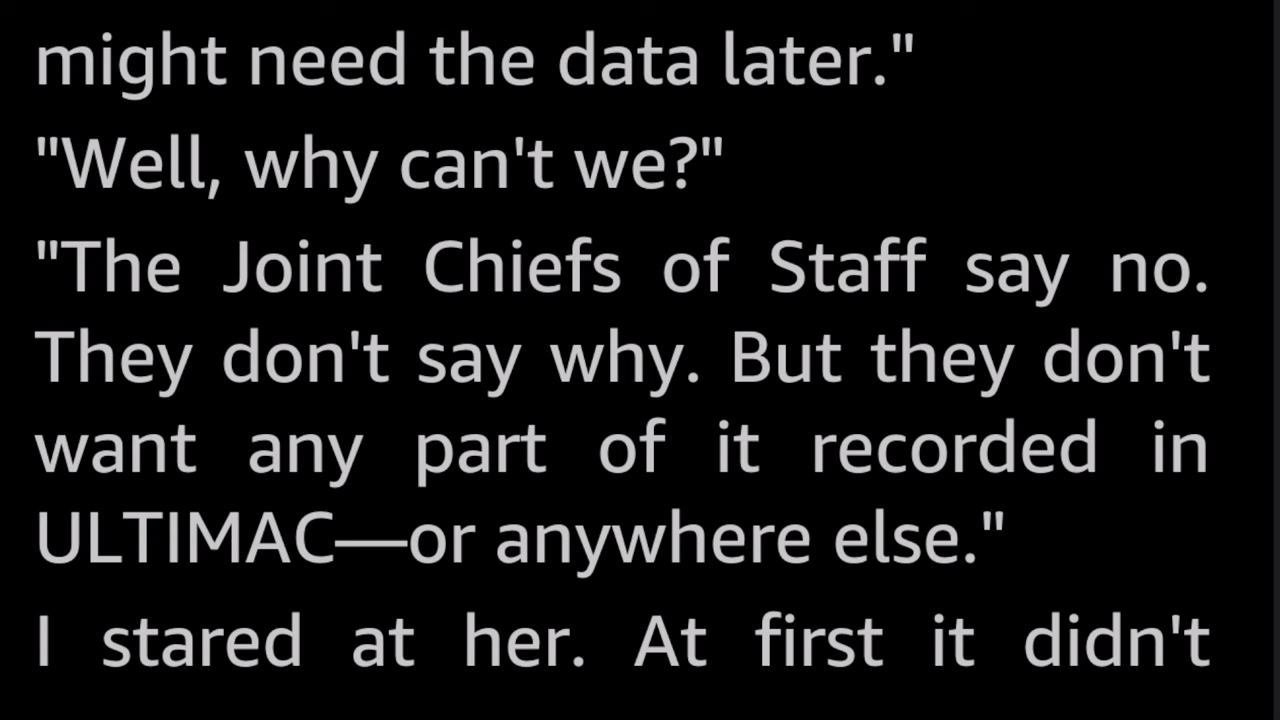 might need the data later."
"Well, why can't we?"
"The Joint Chiefs of Staff say no.
They don't say why. But they don't
want any part of it recorded in
ULTIMAC—or anywhere else."
I stared at her. At first it didn't